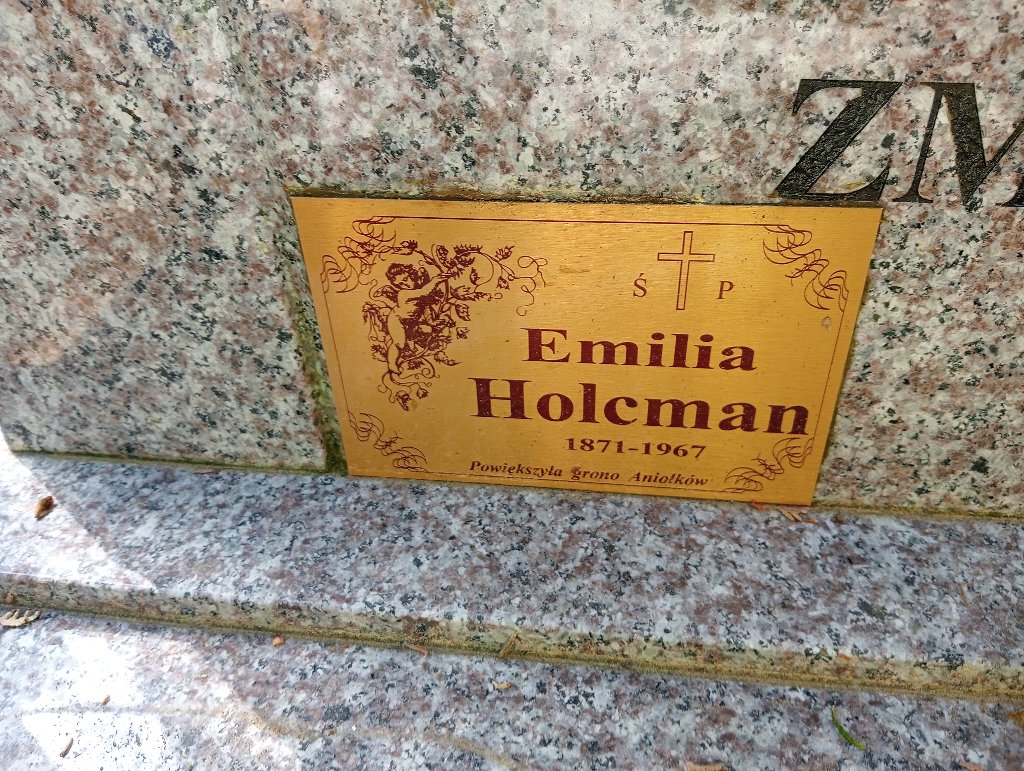 ZM
Ś P
Emilia
Holcman
1871-1967
Powiększyła grono Aniołków